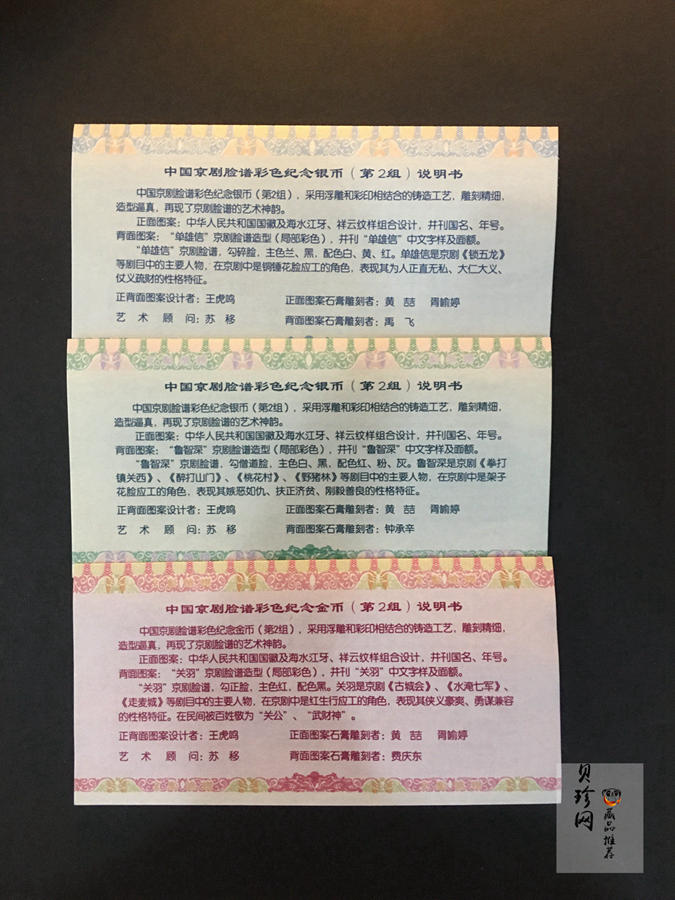 中国京剧脸谱彩色纪念银币（第2组）说明书
中国京剧脸谱彩色纪念银币（第2组），采用浮雕和彩印相结合的铸造工艺，雕刻精细，
造型逼真，再现了京剧脸谱的艺术神韵。
正面图案：中华人民共和国国徽及海水江牙、祥云纹样组合设计，并刊国名、年号。
背面图案：“单雄信”京剧脸谱造型（局部彩色），并刊“单雄信”中文字样及面额。
“单雄信”京剧脸谱，勾碎脸，主色兰、黑，配色白、黄、红。单雄信是京剧《锁五龙》
等剧目中的主要人物，在京剧中是铜锤花脸应工的角色，表现其为人正直无私、大仁大义、
仗义疏财的性格特征。
正背面图案设计者：王虎鸣 正面图案石膏雕刻者：黄 喆 胥喻婷
艺 术 顾 问：苏 移 背面图案石膏雕刻者：禹 飞
中国京剧脸谱彩色纪念银币（第2组）说明书
中国京剧脸谱彩色纪念银币（第2组），采用浮雕和彩印相结合的铸造工艺，雕刻精细，
造型逼真，再现了京剧脸谱的艺术神韵。
正面图案：中华人民共和国国徽及海水江牙、祥云纹样组合设计，并刊国名、年号。
背面图案：“鲁智深”京剧脸谱造型（局部彩色），并刊“鲁智深”中文字样及面额。
“鲁智深”京剧脸谱，勾僧道脸，主色白、黑，配色红、粉、灰。鲁智深是京剧《拳打
镇关西》、《醉打山门》、《桃花村》、《野猪林》等剧目中的主要人物，在京剧中是架子
花脸应工的角色，表现其嫉恶如仇、扶正济贫、刚毅善良的性格特征。
正背面图案设计者：王虎鸣 正面图案石膏雕刻者：黄 喆 胥喻婷
艺 术 顾 问：苏 移 背面图案石膏雕刻者：钟承辛
中国京剧脸谱彩色纪念金币（第2组）说明书
中国京剧脸谱彩色纪念金币（第2组），采用浮雕和彩印相结合的铸造工艺，雕刻精细，
造型逼真，再现了京剧脸谱的艺术神韵。
正面图案：中华人民共和国国徽及海水江牙、祥云纹样组合设计，并刊国名、年号。
背面图案：“关羽”京剧脸谱造型（局部彩色），并刊“关羽”中文字样及面额。
“关羽”京剧脸谱，勾正脸，主色红，配色黑。关羽是京剧《古城会》、《水淹七军》、
《走麦城》等剧目中的主要人物，在京剧中是红生行应工的角色，表现其侠义豪爽、勇谋兼容
的性格特征。在民间被百姓敬为“关公”、“武财神”。
正背面图案设计者：王虎鸣 正面图案石膏雕刻者：黄 喆 胥喻婷
艺 术 顾 问：苏 移 背面图案石膏雕刻者：费庆东
贝珍网
藏品推荐